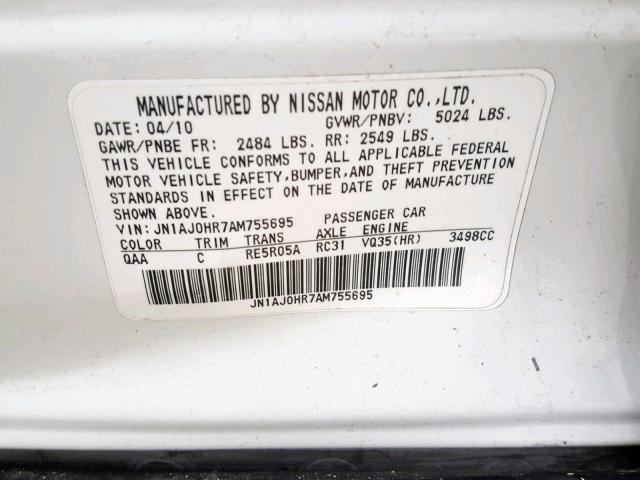 MANUFACTURED BY NISSAN MOTOR CO.,LTD.
DATE: 04/10 GVWR/PNBV: 5024 LBS.
GAWR/PNBE FR: 2484 LBS. RR: 2549 LBS.
THIS VEHICLE CONFORMS TO ALL APPLICABLE FEDERAL
MOTOR VEHICLE SAFETY,BUMPER,AND THEFT PREVENTION
STANDARDS IN EFFECT ON THE DATE OF MANUFACTURE
SHOWN ABOVE.
VIN: JN1AJ0HR7AM755695 PASSENGER CAR
COLOR TRIM TRANS AXLE ENGINE
QAA C RE5R05A RC31 VQ35(HR) 3498CC
JN1AJ0HR7AM755695